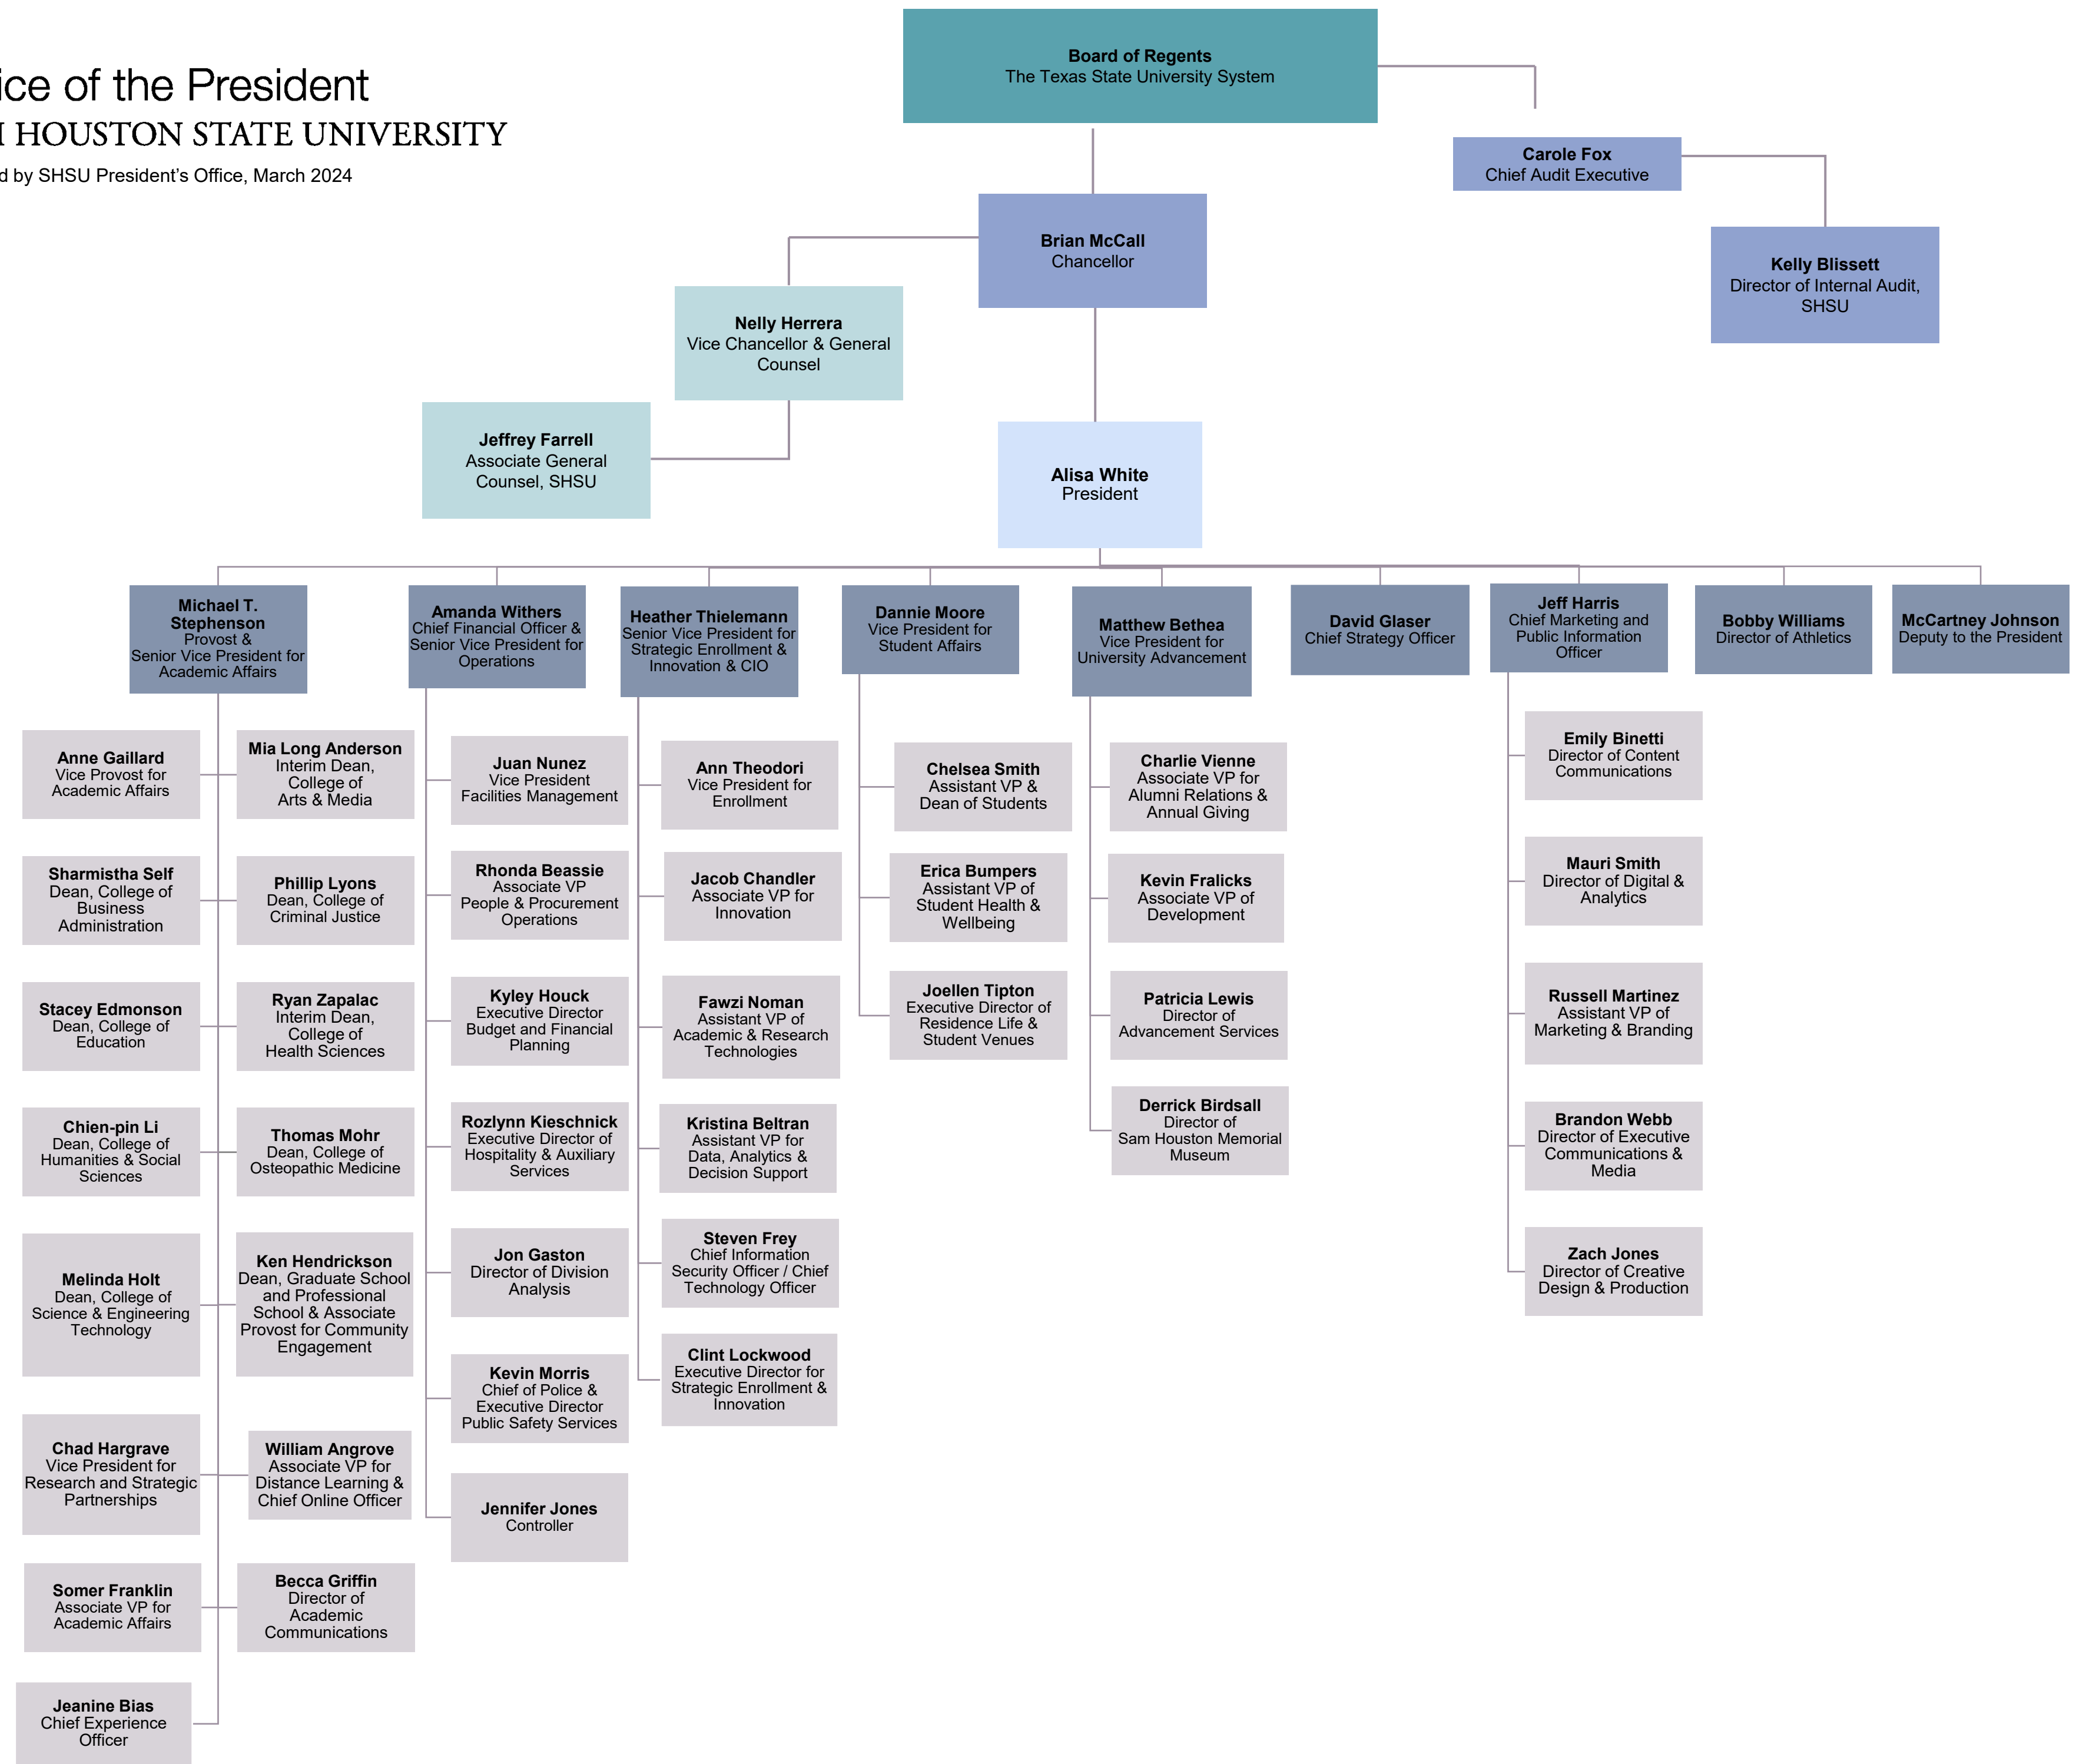 ice of the President
HOUSTON STATE UNIVERSITY
d by SHSU President’s Office, March 2024
Board of Regents
The Texas State University System
Carole Fox
Chief Audit Executive
Kelly Blissett
Director of Internal Audit,
SHSU
Brian McCall
Chancellor
Nelly Herrera
Vice Chancellor & General
Counsel
Jeffrey Farrell
Associate General
Counsel, SHSU
Alisa White
President
Michael T.
Stephenson
Provost &
Senior Vice President for
Academic Affairs
Amanda Withers
Chief Financial Officer &
Senior Vice President for
Operations
Heather Thielemann
Senior Vice President for
Strategic Enrollment &
Innovation & CIO
Dannie Moore
Vice President for
Student Affairs
Matthew Bethea
Vice President for
University Advancement
David Glaser
Chief Strategy Officer
Jeff Harris
Chief Marketing and
Public Information
Officer
Bobby Williams
Director of Athletics
McCartney Johnson
Deputy to the President
Anne Gaillard
Vice Provost for
Academic Affairs
Mia Long Anderson
Interim Dean,
College of
Arts & Media
Sharmistha Self
Dean, College of
Business
Administration
Phillip Lyons
Dean, College of
Criminal Justice
Stacey Edmonson
Dean, College of
Education
Ryan Zapalac
Interim Dean,
College of
Health Sciences
Chien-pin Li
Dean, College of
Humanities & Social
Sciences
Thomas Mohr
Dean, College of
Osteopathic Medicine
Melinda Holt
Dean, College of
Science & Engineering
Technology
Ken Hendrickson
Dean, Graduate School
and Professional
School & Associate
Provost for Community
Engagement
Chad Hargrave
Vice President for
Research and Strategic
Partnerships
William Angrove
Associate VP for
Distance Learning &
Chief Online Officer
Somer Franklin
Associate VP for
Academic Affairs
Becca Griffin
Director of
Academic
Communications
Jeanine Bias
Chief Experience
Officer
Juan Nunez
Vice President
Facilities Management
Rhonda Beassie
Associate VP
People & Procurement
Operations
Kyley Houck
Executive Director
Budget and Financial
Planning
Rozlynn Kieschnick
Executive Director of
Hospitality & Auxiliary
Services
Jon Gaston
Director of Division
Analysis
Kevin Morris
Chief of Police &
Executive Director
Public Safety Services
Jennifer Jones
Controller
Ann Theodori
Vice President for
Enrollment
Jacob Chandler
Associate VP for
Innovation
Fawzi Noman
Assistant VP of
Academic & Research
Technologies
Kristina Beltran
Assistant VP for
Data, Analytics &
Decision Support
Steven Frey
Chief Information
Security Officer / Chief
Technology Officer
Clint Lockwood
Executive Director for
Strategic Enrollment &
Innovation
Chelsea Smith
Assistant VP &
Dean of Students
Erica Bumpers
Assistant VP of
Student Health &
Wellbeing
Joellen Tipton
Executive Director of
Residence Life &
Student Venues
Charlie Vienne
Associate VP for
Alumni Relations &
Annual Giving
Kevin Fralicks
Associate VP of
Development
Patricia Lewis
Director of
Advancement Services
Derrick Birdsall
Director of
Sam Houston Memorial
Museum
Emily Binetti
Director of Content
Communications
Mauri Smith
Director of Digital &
Analytics
Russell Martinez
Assistant VP of
Marketing & Branding
Brandon Webb
Director of Executive
Communications &
Media
Zach Jones
Director of Creative
Design & Production